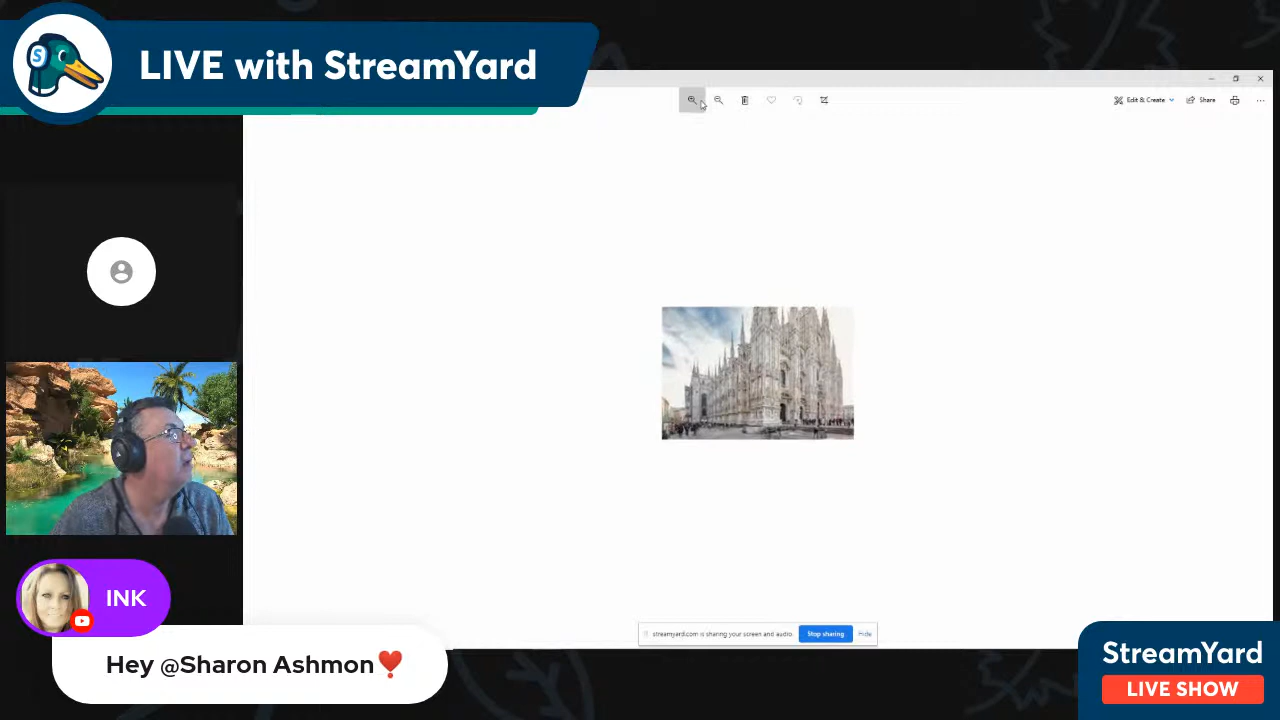 S
LIVE with StreamYard
Edit & Create
Share
streamyard.com is sharing your screen and audio.
Stop sharing
Hide
INK
Hey @Sharon Ashmon❤️
StreamYard
LIVE SHOW